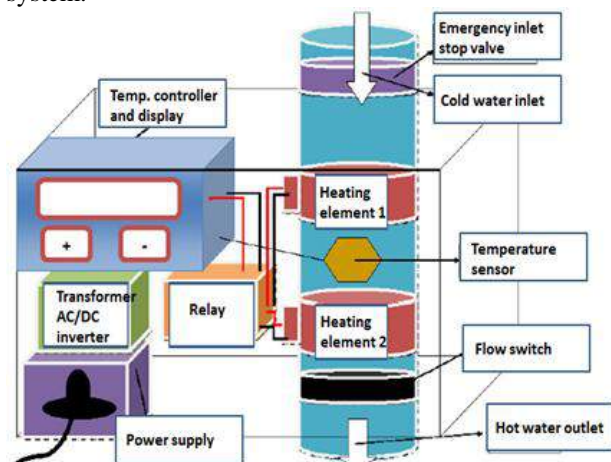 system.
Emergency inlet
stop valve
Temp. controller
and display
Cold water inlet
+
-
Heating
element 1
Temperature
sensor
Transformer
AC/DC
inverter
Relay
Heating
element 2
Flow switch
Power supply
Hot water outlet